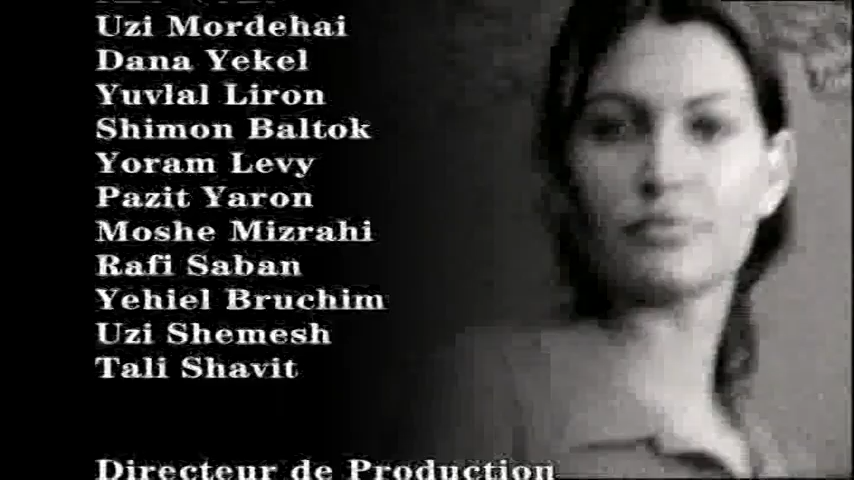 Uzi Mordehai
Dana Yekel
Yuvlal Liron
Shimon Baltok
Yoram Levy
Pazit Yaron
Moshe Mizrahi
Rafi Saban
Yehiel Bruchim
Uzi Shemesh
Tali Shavit
Directeur de Production